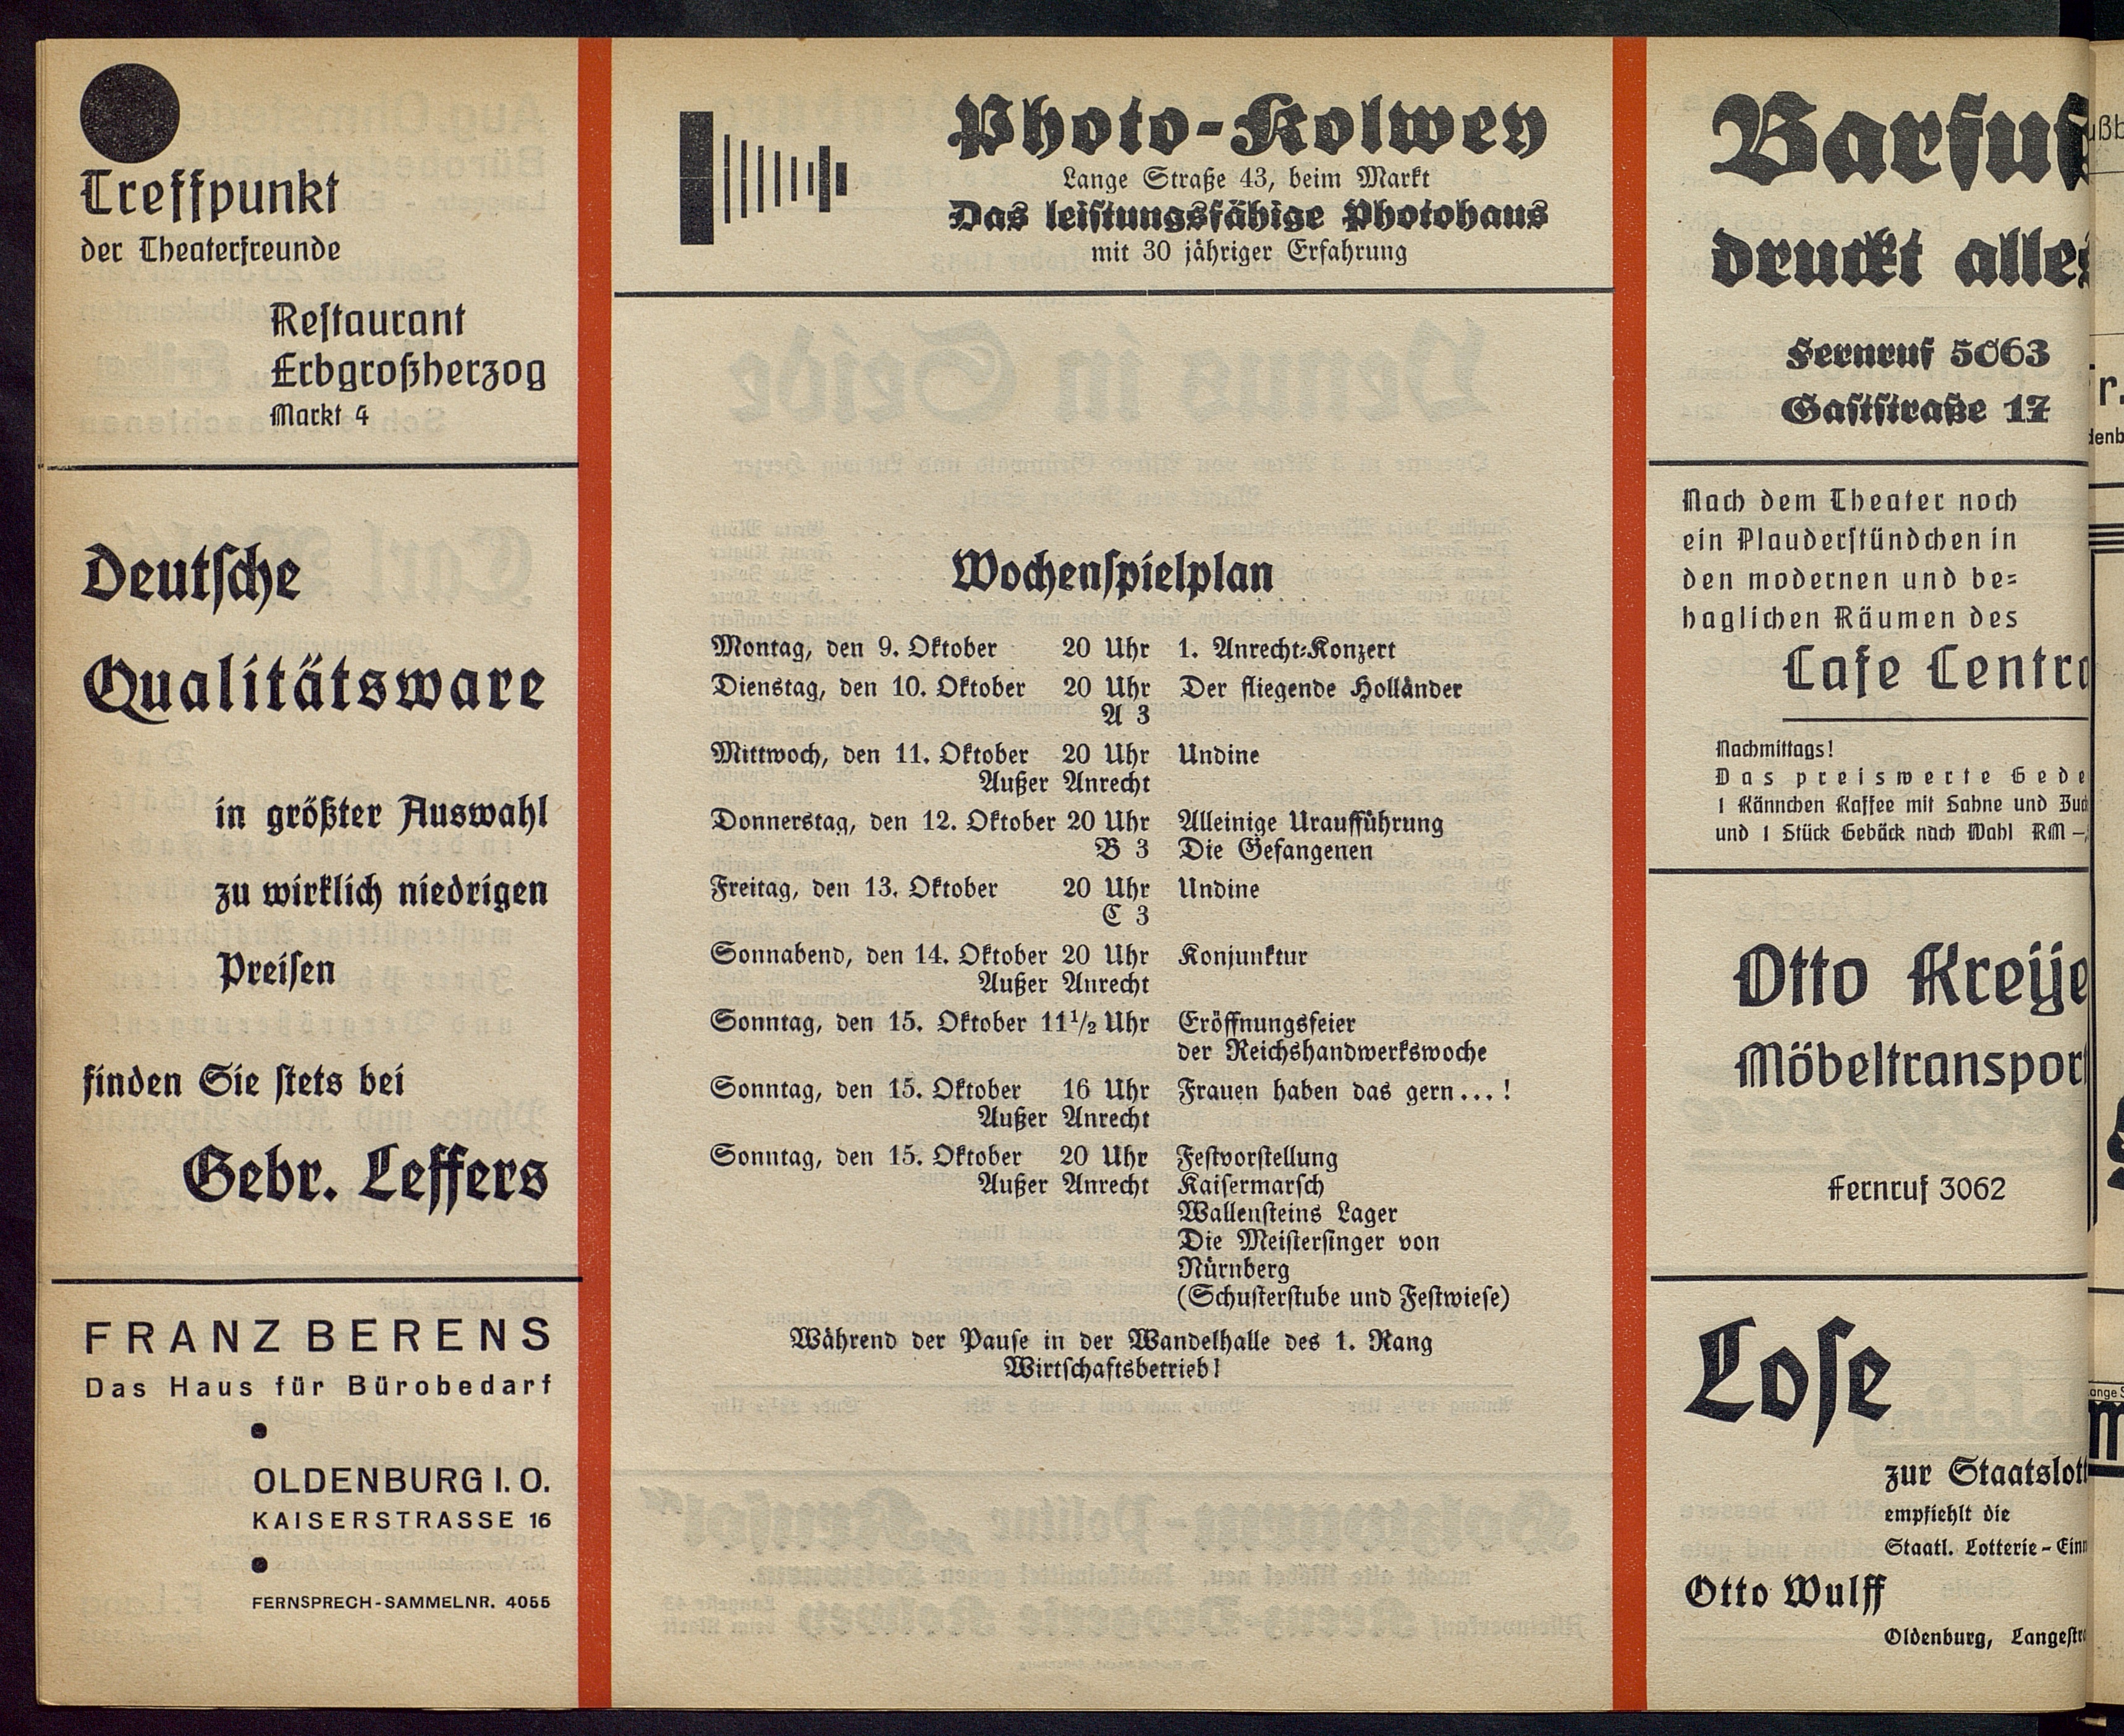 Treffpunkt
der Theaterfreunde
Restaurant
Erbgroßherzog
Markt 4
Deutsche
Qualitätsware
in größter Auswahl
zu wirklich niedrigen
Preisen
finden Sie stets bei
Gebr. Leffers
FRANZ BERENS
Das Haus für Bürobedarf
OLDENBURG I. O.
KAISERSTRASSE 16
FERNSPRECH-SAMMELNR. 4055
Photo-Kolwey
Lange Straße 43, beim Markt
Das leistungsfähige Photohaus
mit 30 jähriger Erfahrung
Wochenspielplan
Montag, den 9. Oktober 20 Uhr 1. Anrecht-Konzert
Dienstag, den 10. Oktober 20 Uhr Der fliegende Holländer
A 3
Mittwoch, den 11. Oktober 20 Uhr Undine
Außer Anrecht
Donnerstag, den 12. Oktober 20 Uhr Alleinige Uraufführung
B 3 Die Gefangenen
Freitag, den 13. Oktober 20 Uhr Undine
C 3
Sonnabend, den 14. Oktober 20 Uhr Konjunktur
Außer Anrecht
Sonntag, den 15. Oktober 11½ Uhr Eröffnungsfeier
der Reichshandwerkswoche
Sonntag, den 15. Oktober 16 Uhr Frauen haben das gern...!
Außer Anrecht
Sonntag, den 15. Oktober 20 Uhr Festvorstellung
Außer Anrecht Kaisermarsch
Wallensteins Lager
Die Meistersinger von
Nürnberg
(Schusterstube und Festwiese)
Während der Pause in der Wandelhalle des 1. Rang
Wirtschaftsbetrieb!
druckt alles
Fernruf 5063
Gaststraße 17
Nach dem Theater noch
ein Plauderstündchen in
den modernen und be-
haglichen Räumen des
Cafe
Nachmittags!
Das preiswerte
1 Kännchen Kaffee mit Sahne und
und 1 Stück Gebäck nach Wahl RM –
Otto
Möbeltransport
Fernruf 3062
Lose
zur
empfiehlt die
Staatl. Lotterie-
Otto Wulff
Oldenburg,